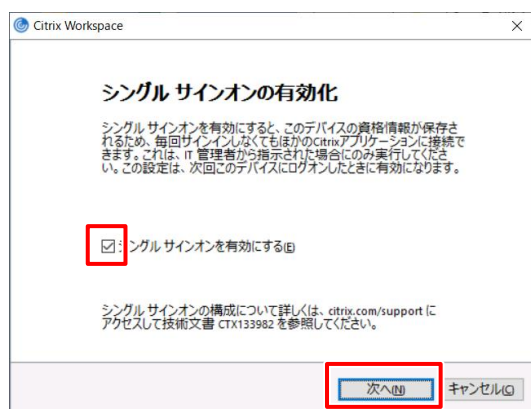 Citrix Workspace
シングル サインオンの有効化
シングル サインオンを有効にすると、このデバイスの資格情報が保存さ
れるため、毎回サインインしなくてもほかのCitrixアプリケーションに接続で
きます。これは、IT 管理者から指示された場合にのみ実行してくださ
い。この設定は、次回このデバイスにログオンしたときに有効になります。
シングル サインオンを有効にする(E)
シングル サインオンの構成について詳しくは、citrix.com/support に
アクセスして技術文書 CTX133982 を参照してください。
次へ(N) キャンセル(C)